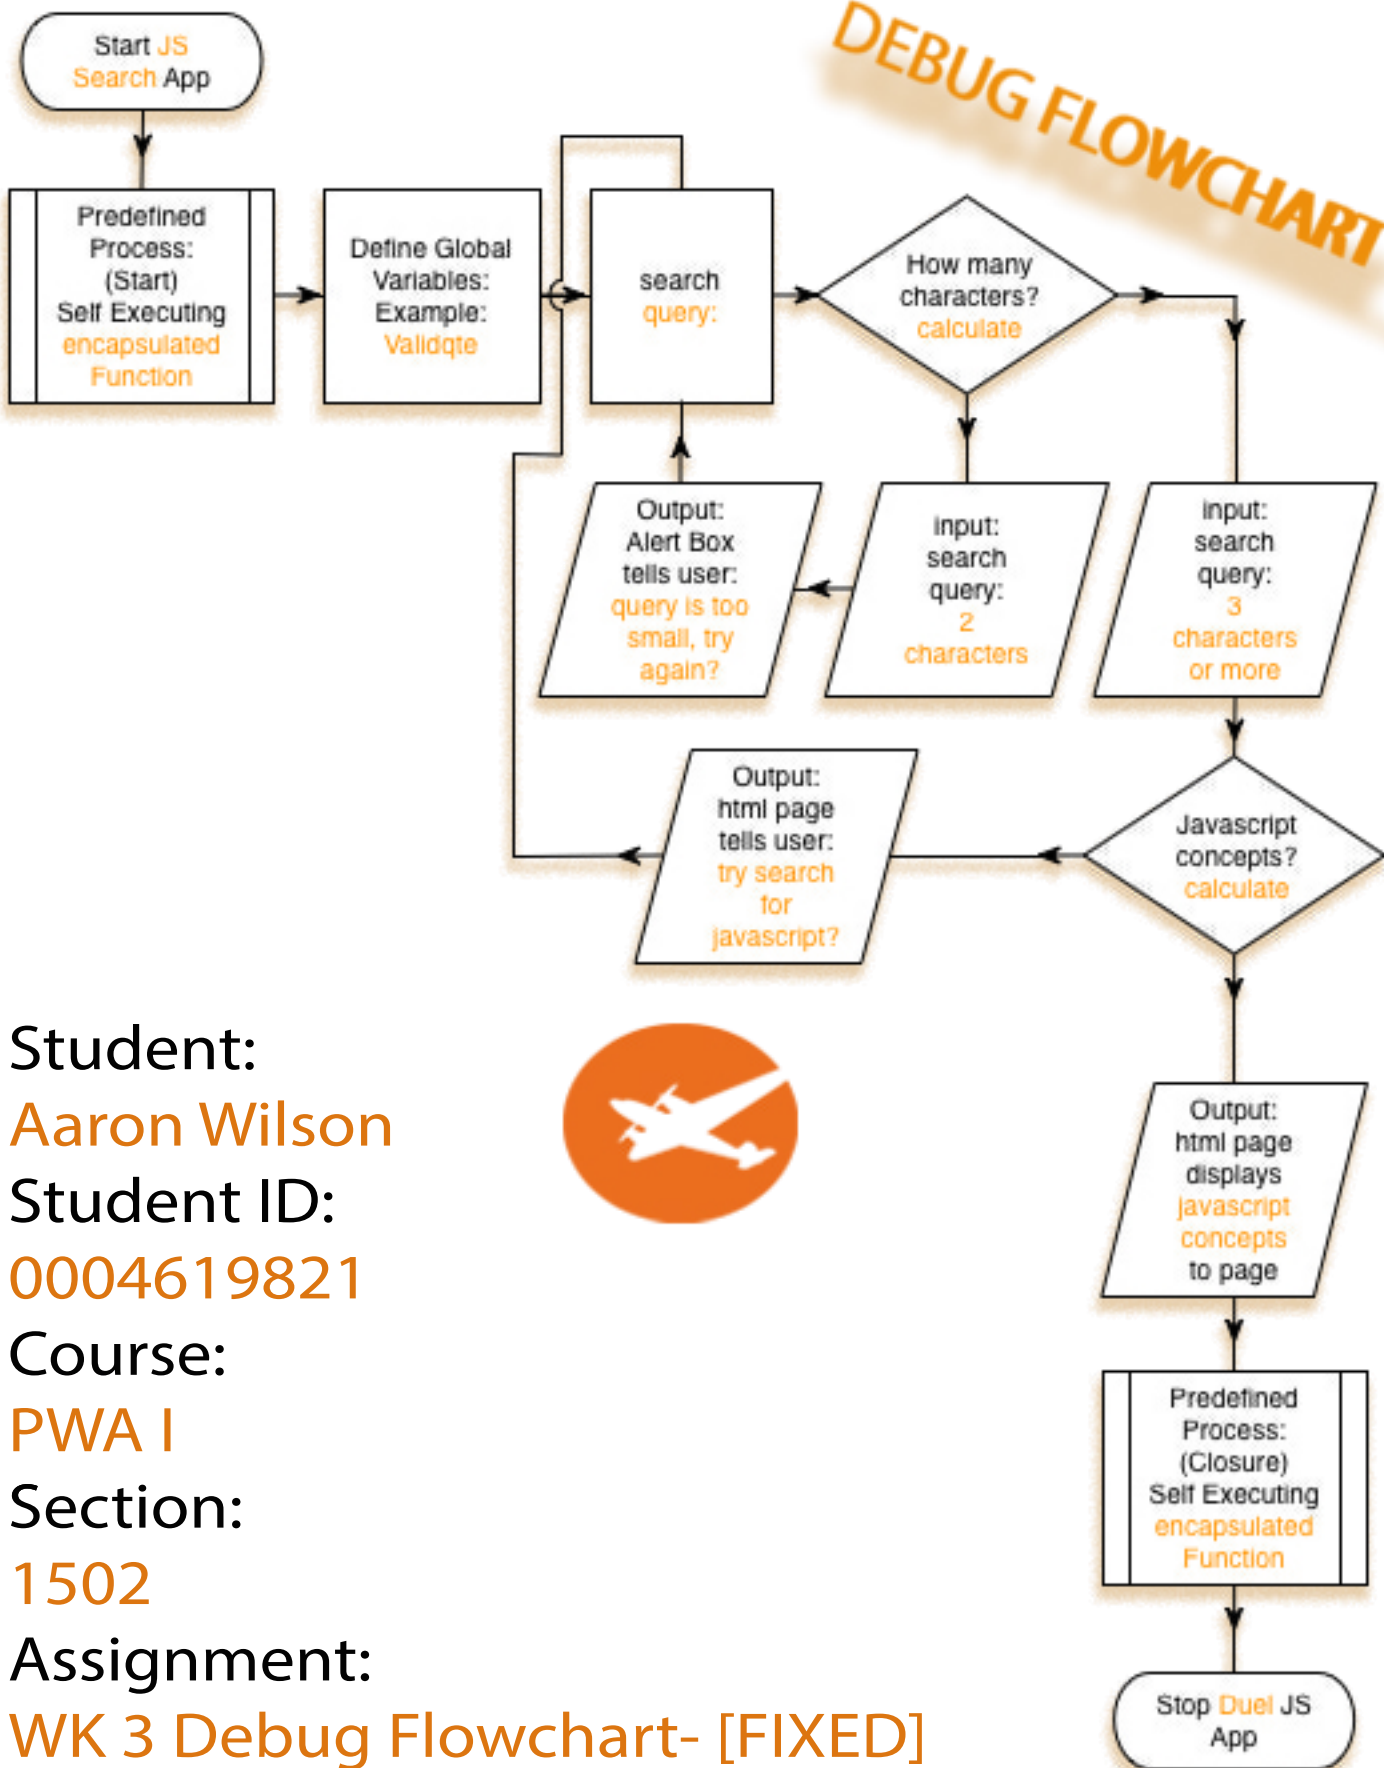 DEBUG FLOWCHART
Start JS
Search App
Predefined
Process:
(Start)
Self Executing
encapsulated
Function
Define Global
Variables:
Example:
Validqte
search
query:
How many
characters?
calculate
Output:
Alert Box
tells user:
query is too
small, try
again?
input:
search
query:
2
characters
input:
search
query:
3
characters
or more
Output:
html page
tells user:
try search
for
javascript?
Javascript
concepts?
calculate
Output:
html page
displays
javascript
concepts
to page
Predefined
Process:
(Closure)
Self Executing
encapsulated
Function
Stop Duel JS
App
Student:
Aaron Wilson
Student ID:
0004619821
Course:
PWA I
Section:
1502
Assignment:
WK 3 Debug Flowchart- [FIXED]